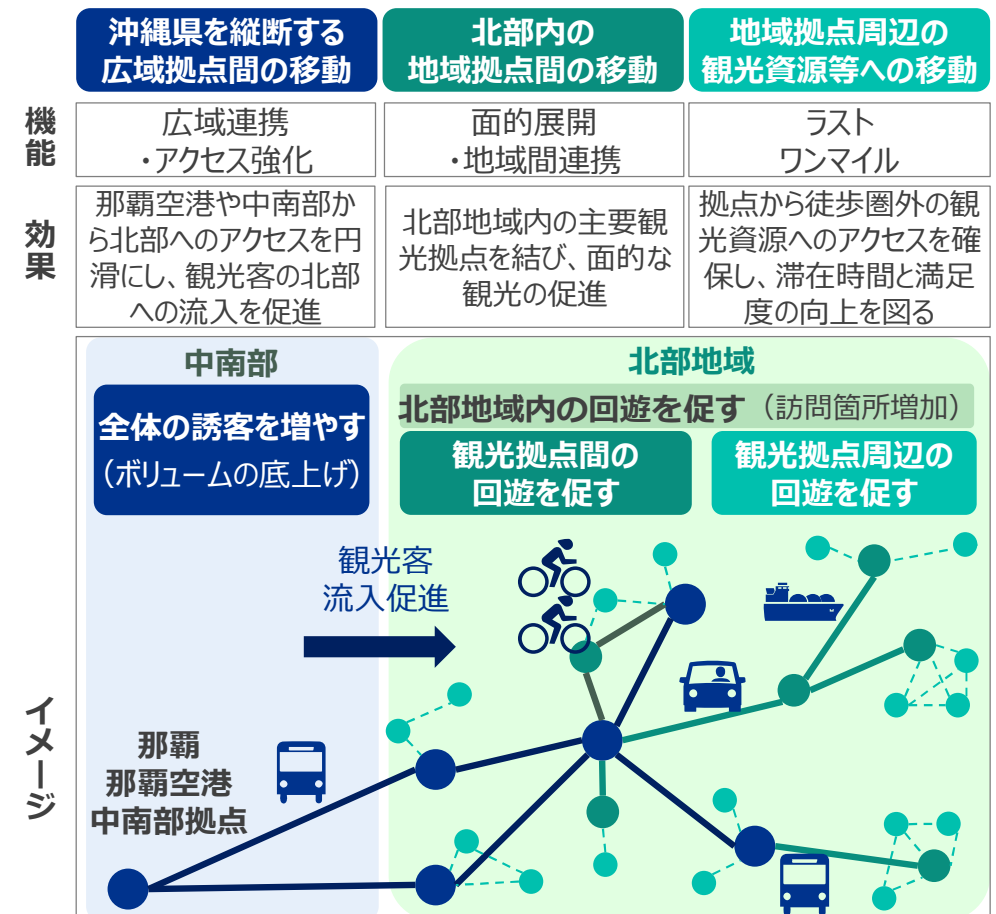 沖縄県を縦断する
広域拠点間の移動
北部内の
地域拠点間の移動
地域拠点周辺の
観光資源等への移動
機能
広域連携
・アクセス強化
面的展開
・地域間連携
ラスト
ワンマイル
効果
那覇空港や中南部か
ら北部へのアクセスを円
滑にし、観光客の北部
への流入を促進
北部地域内の主要観
光拠点を結び、面的な
観光の促進
拠点から徒歩圏外の観
光資源へのアクセスを確
保し、滞在時間と満足
度の向上を図る
イメージ
中南部
全体の誘客を増やす
（ボリュームの底上げ）
北部地域
北部地域内の回遊を促す（訪問箇所増加）
観光拠点間の
回遊を促す
観光拠点周辺の
回遊を促す
観光客
流入促進
那覇
那覇空港
中南部拠点